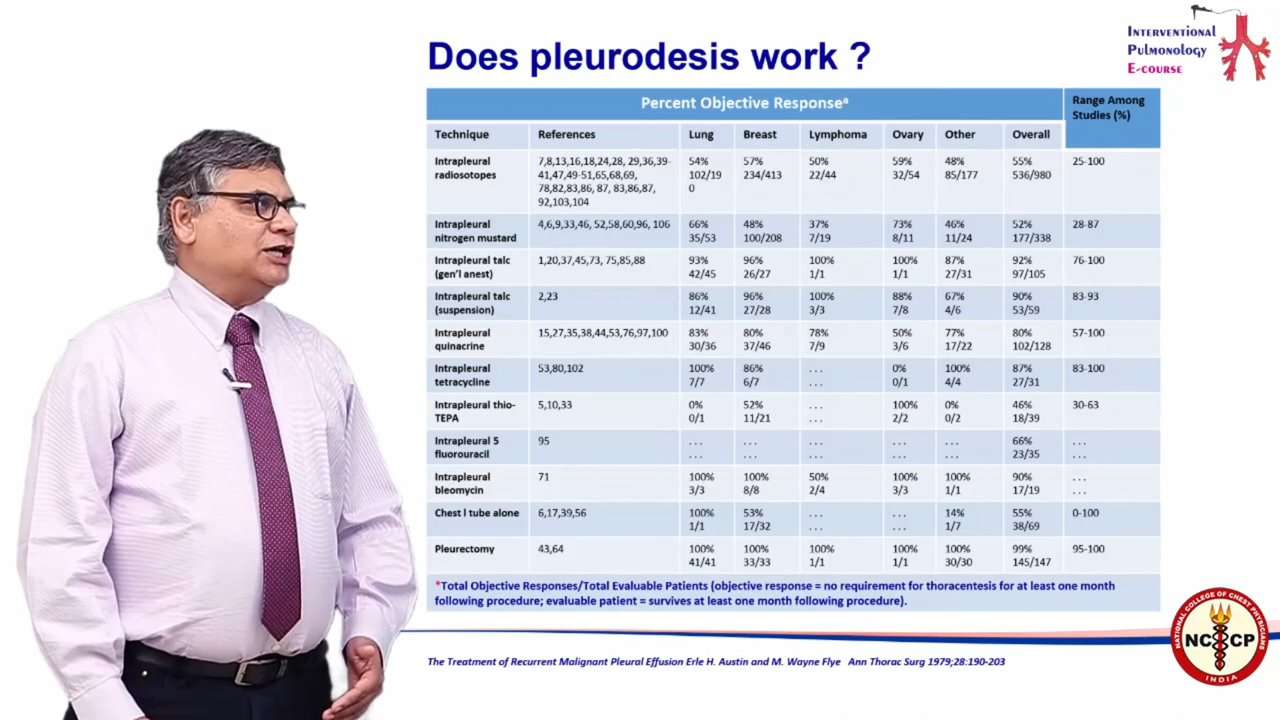 Does pleurodesis work ?
INTERVENTIONAL
PULMONOLOGY
E-COURSE
Percent Objective Responseª
Range Among
Studies (%)
Technique References Lung Breast Lymphoma Ovary Other Overall
Intrapleural 7,8,13,16,18,24,28, 29,36,39- 54% 57% 50% 59% 48% 55% 25-100
radiosotopes 41,47,49-51,65,68,69, 102/19 234/413 22/44 32/54 85/177 536/980
78,82,83,86, 87, 83,86,87, 0
92,103,104
Intrapleural 4,6,9,33,46, 52,58,60,96, 106 66% 48% 37% 73% 46% 52% 28-87
nitrogen mustard 35/53 100/208 7/19 8/11 11/24 177/338
Intrapleural talc 1,20,37,45,73, 75,85,88 93% 96% 100% 100% 87% 92% 76-100
(gen'l anest) 42/45 26/27 1/1 1/1 27/31 97/105
Intrapleural talc 2,23 86% 96% 100% 88% 67% 90% 83-93
(suspension) 12/41 27/28 3/3 7/8 4/6 53/59
Intrapleural 15,27,35,38,44,53,76,97,100 83% 80% 78% 50% 77% 80% 57-100
quinacrine 30/36 37/46 7/9 3/6 17/22 102/128
Intrapleural 53,80,102 100% 86% . . . 0% 100% 87% 83-100
tetracycline 7/7 6/7 . . . 0/1 4/4 27/31
Intrapleural thio- 5,10,33 0% 52% . . . 100% 0% 46% 30-63
TEPA 0/1 11/21 . . . 2/2 0/2 18/39
Intrapleural 5 95 . . . . . . . . . . . . . . . 66% . . .
fluorouracil . . . . . . . . . . . . . . . 23/35 . . .
Intrapleural 71 100% 100% 50% 100% 100% 90% . . .
bleomycin 3/3 8/8 2/4 3/3 1/1 17/19 . . .
Chest l tube alone 6,17,39,56 100% 53% . . . . . . 14% 55% 0-100
1/1 17/32 . . . . . . 1/7 38/69
Pleurectomy 43,64 100% 100% 100% 100% 100% 99% 95-100
41/41 33/33 1/1 1/1 30/30 145/147
*Total Objective Responses/Total Evaluable Patients (objective response = no requirement for thoracentesis for at least one month
following procedure; evaluable patient = survives at least one month following procedure).
The Treatment of Recurrent Malignant Pleural Effusion Erle H. Austin and M. Wayne Flye Ann Thorac Surg 1979;28:190-203
NATIONAL COLLEGE OF CHEST PHYSICIANS
NCCP
INDIA